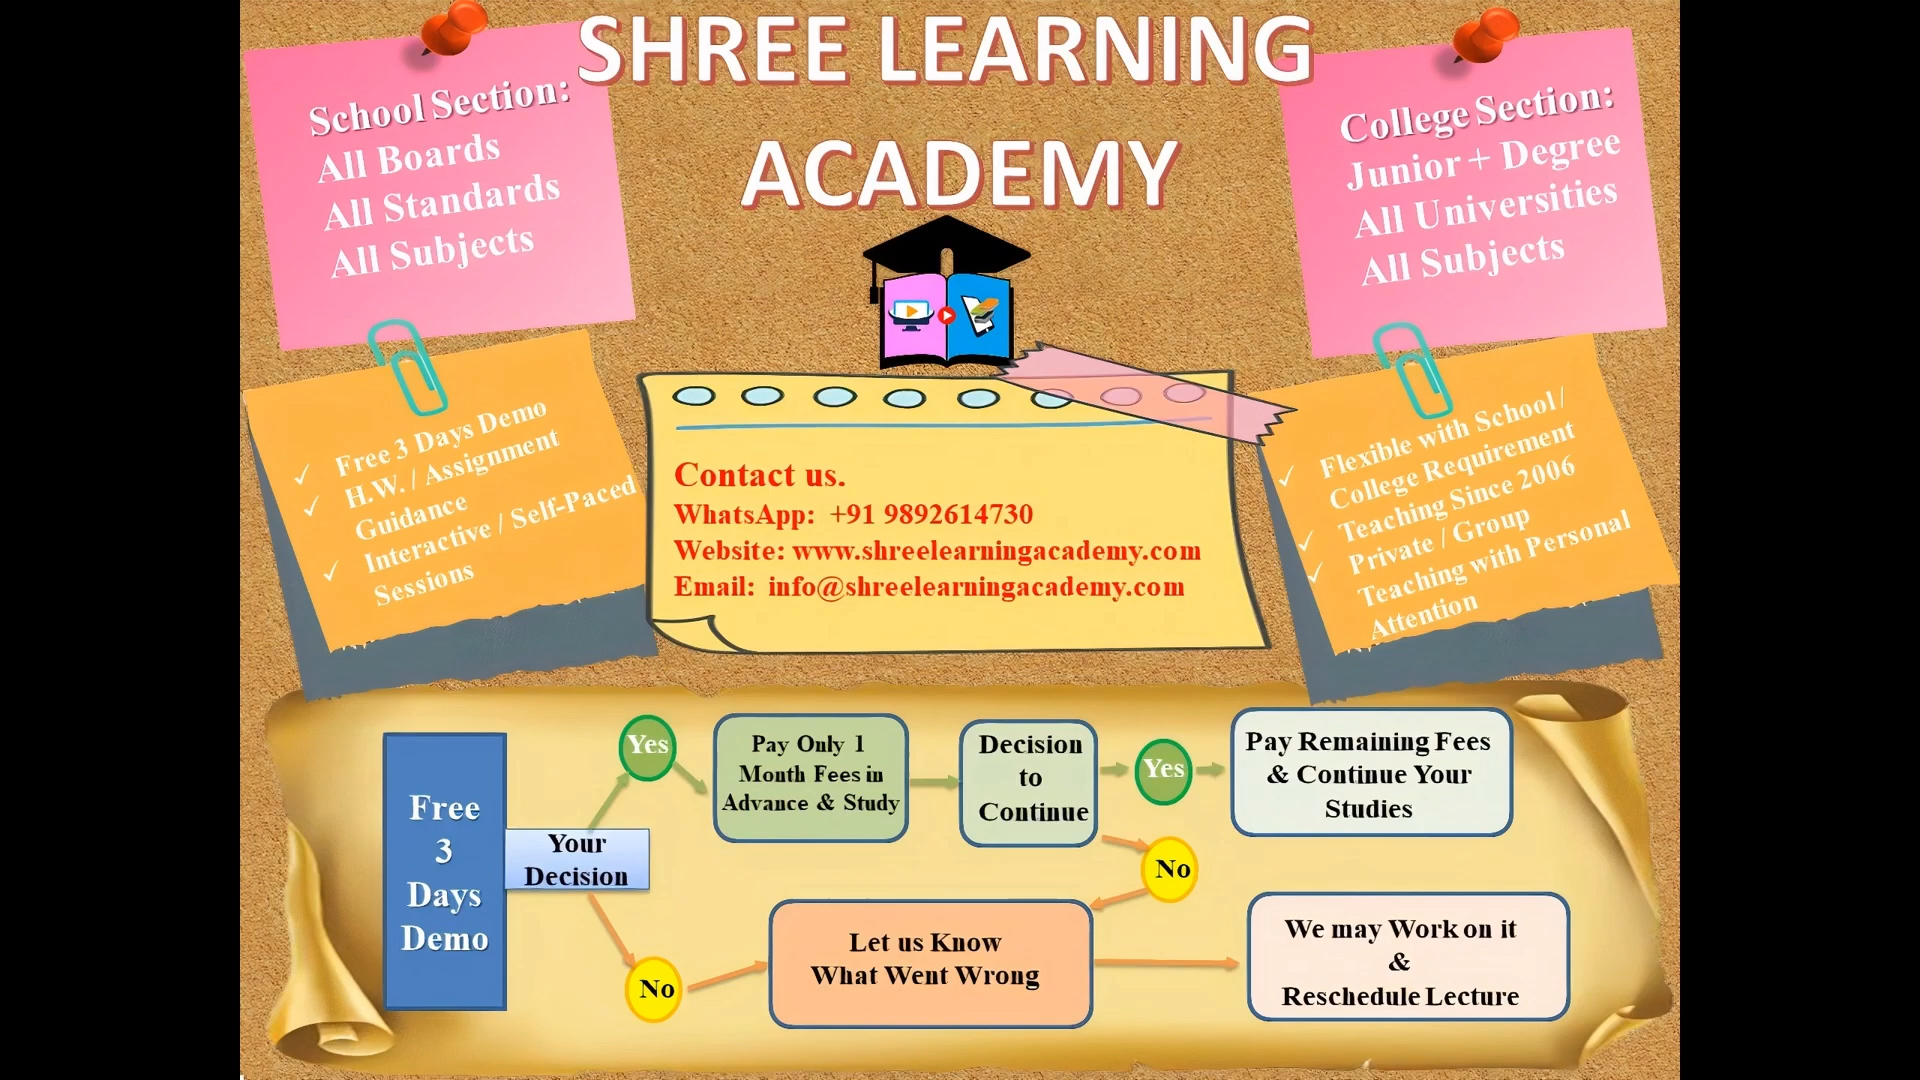 SHREE LEARNING
ACADEMY
School Section:
All Boards
All Standards
All Subjects
College Section:
Junior + Degree
All Universities
All Subjects
✓ Free 3 Days Demo
✓ H.W. / Assignment
Guidance
✓ Interactive / Self-Paced
Sessions
Contact us.
WhatsApp: +91 9892614730
Website: www.shreelearningacademy.com
Email: info@shreelearningacademy.com
✓ Flexible with School /
College Requirement
✓ Teaching Since 2006
✓ Private / Group
Teaching with Personal
Attention
Free
3
Days
Demo
Your
Decision
Yes
Pay Only 1
Month Fees in
Advance & Study
Decision
to
Continue
Yes
Pay Remaining Fees
& Continue Your
Studies
No
No
Let us Know
What Went Wrong
We may Work on it
&
Reschedule Lecture